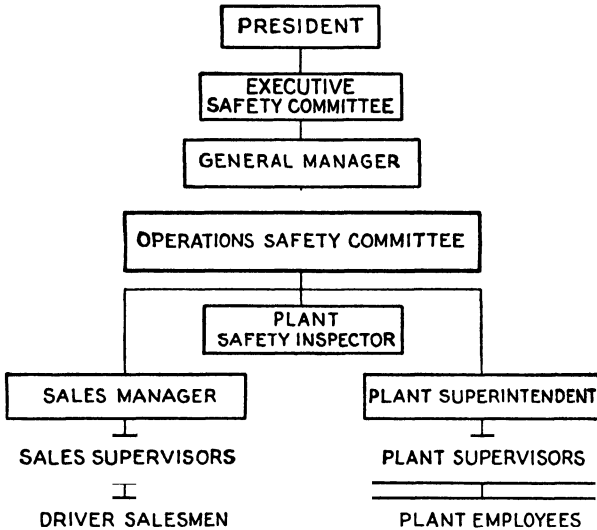 PRESIDENT
EXECUTIVE
SAFETY COMMITTEE
GENERAL MANAGER
OPERATIONS SAFETY COMMITTEE
PLANT
SAFETY INSPECTOR
SALES MANAGER
PLANT SUPERINTENDENT
SALES SUPERVISORS
PLANT SUPERVISORS
DRIVER SALESMEN
PLANT EMPLOYEES